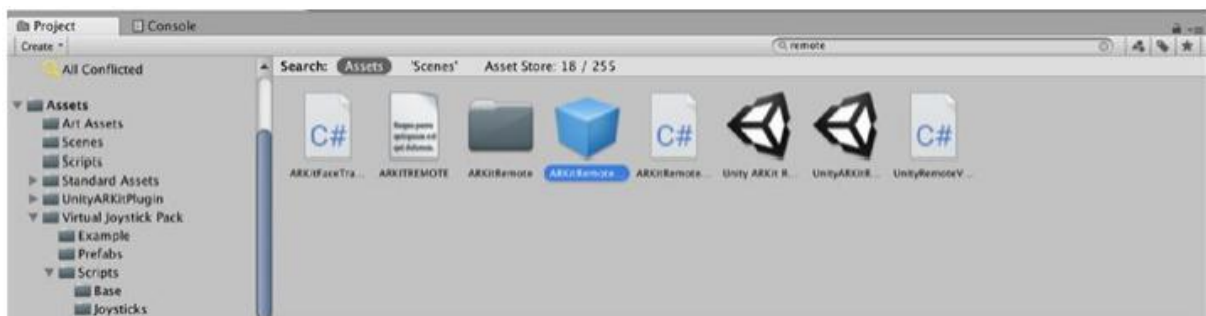 Project Console
Create
remote
All Conflicted
Search: Assets 'Scenes' Asset Store: 18 / 255
Assets
Art Assets
Scenes
Scripts
Standard Assets
UnityARKitPlugin
Virtual Joystick Pack
Example
Prefabs
Scripts
Base
Joysticks
C# C# C#
ARKitFaceTra... ARKITREMOTE ARKitRemote ARKitRemote... ARKitRemote... Unity ARKit R... UnityARKitR... UnityRemoteV...